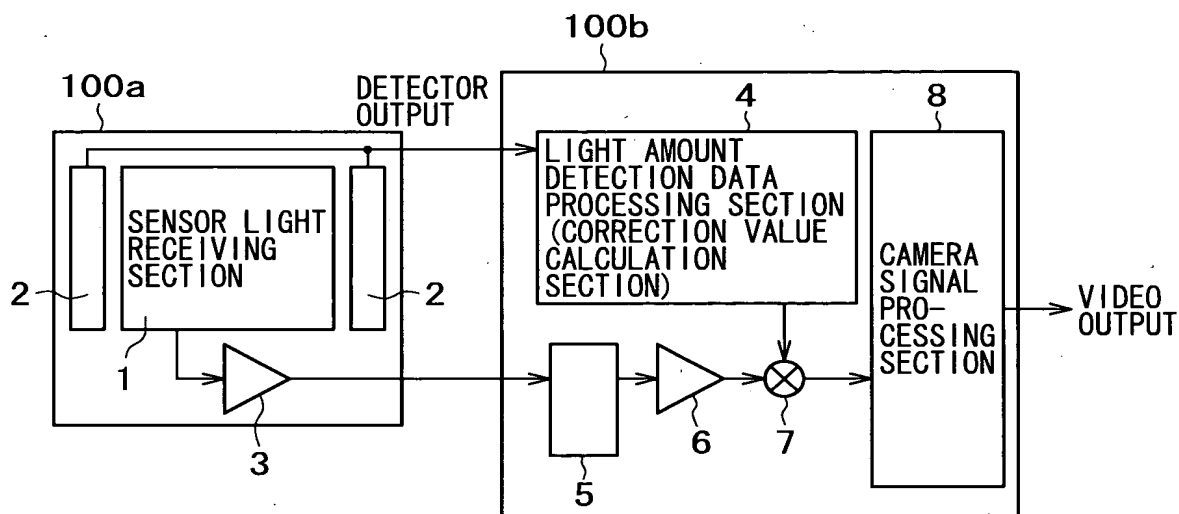 100b
100a
DETECTOR
OUTPUT
4
8
LIGHT AMOUNT
DETECTION DATA
PROCESSING SECTION
(CORRECTION VALUE
CALCULATION
SECTION)
SENSOR LIGHT
RECEIVING
SECTION
CAMERA
SIGNAL
PRO-
CESSING
SECTION
VIDEO
OUTPUT
2
2
1
3
5
6
7